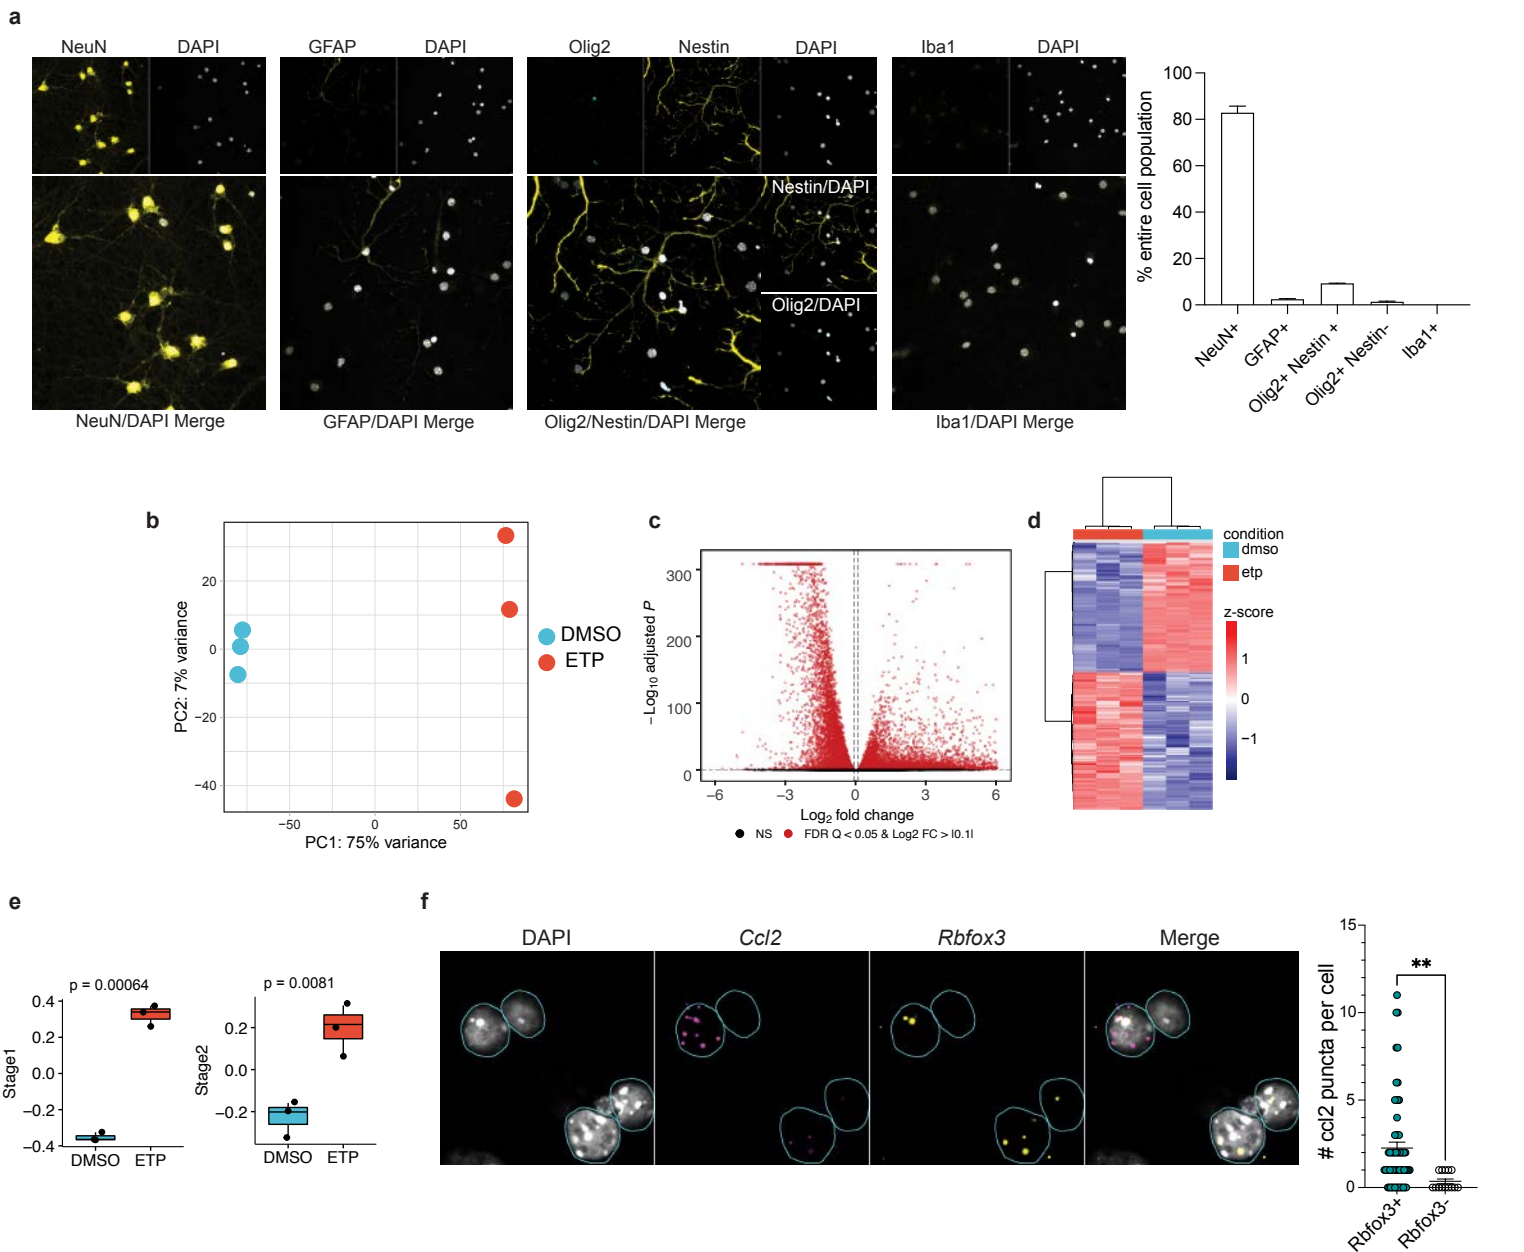 a
NeuN DAPI GFAP DAPI Olig2 Nestin DAPI Iba1 DAPI
Nestin/DAPI
Olig2/DAPI
NeuN/DAPI Merge GFAP/DAPI Merge Olig2/Nestin/DAPI Merge Iba1/DAPI Merge
% entire cell population
100
80
60
40
20
0
NeuN+ GFAP+ Olig2+ Nestin + Olig2+ Nestin- Iba1+
b
PC2: 7% variance
20
0
−20
−40
−50 0 50
PC1: 75% variance
DMSO
ETP
c
−Log10 adjusted P
300
200
100
0
−6 −3 0 3 6
Log2 fold change
NS FDR Q < 0.05 & Log2 FC > |0.1|
d
condition
dmso
etp
z-score
1
0
−1
e
p = 0.00064
Stage1
0.4
0.2
0.0
−0.2
−0.4
DMSO ETP
p = 0.0081
Stage2
0.2
0.0
−0.2
DMSO ETP
f
DAPI Ccl2 Rbfox3 Merge
# ccl2 puncta per cell
15
10
5
0
**
Rbfox3+ Rbfox3-